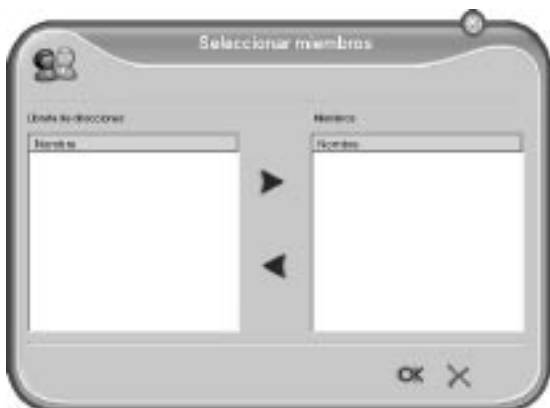 Seleccionar miembros
Libreta de direcciones
Miembros
Nombre
Nombre
OK